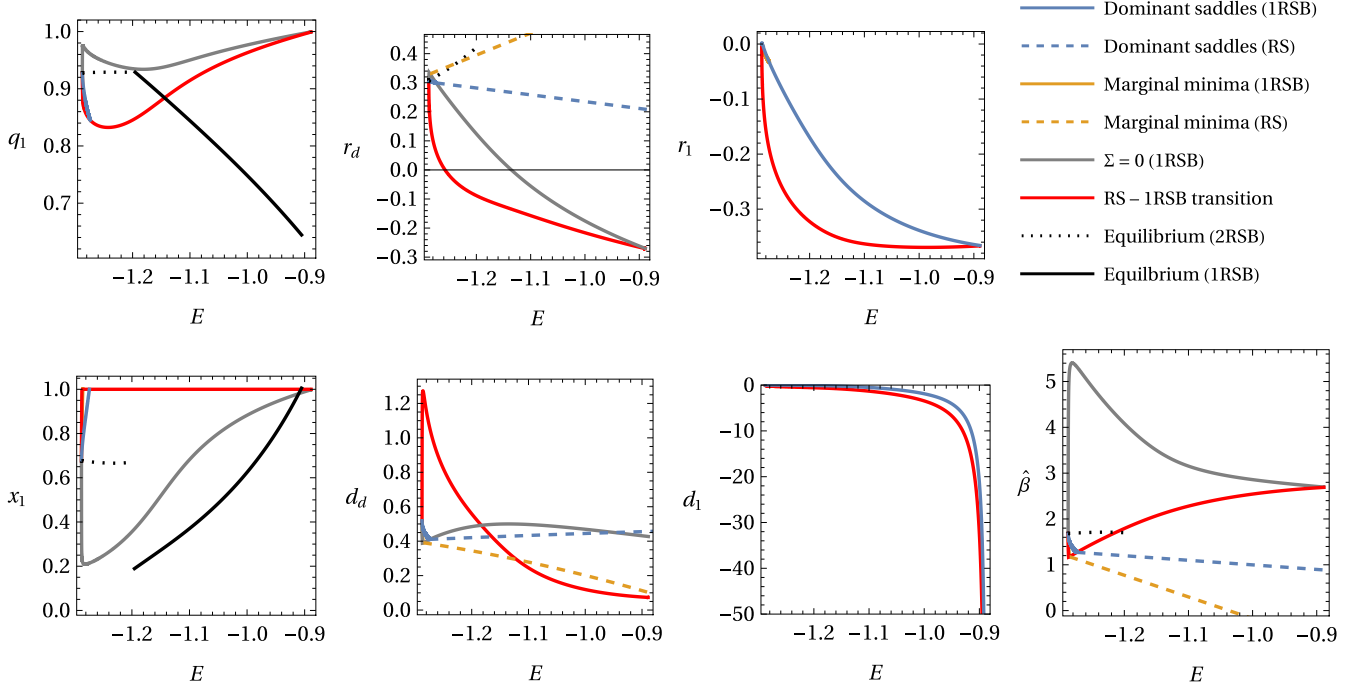 1.0
0.9
0.8
0.7
q1
−1.2 −1.1 −1.0 −0.9
E
0.4
0.3
0.2
0.1
0.0
−0.1
−0.2
−0.3
rd
−1.2 −1.1 −1.0 −0.9
E
0.0
−0.1
−0.3
r1
−1.2 −1.1 −1.0 −0.9
E
Dominant saddles (1RSB)
Dominant saddles (RS)
Marginal minima (1RSB)
Marginal minima (RS)
Σ = 0 (1RSB)
RS – 1RSB transition
Equilibrium (2RSB)
Equilbrium (1RSB)
1.0
0.8
0.6
0.4
0.2
0.0
x1
−1.2 −1.1 −1.0 −0.9
E
1.2
1.0
0.8
0.6
0.4
0.2
0.0
dd
−1.2 −1.1 −1.0 −0.9
E
0
−10
−20
−30
−40
−50
d1
−1.2 −1.1 −1.0 −0.9
E
5
4
3
2
1
0
β̂
−1.2 −1.1 −1.0 −0.9
E